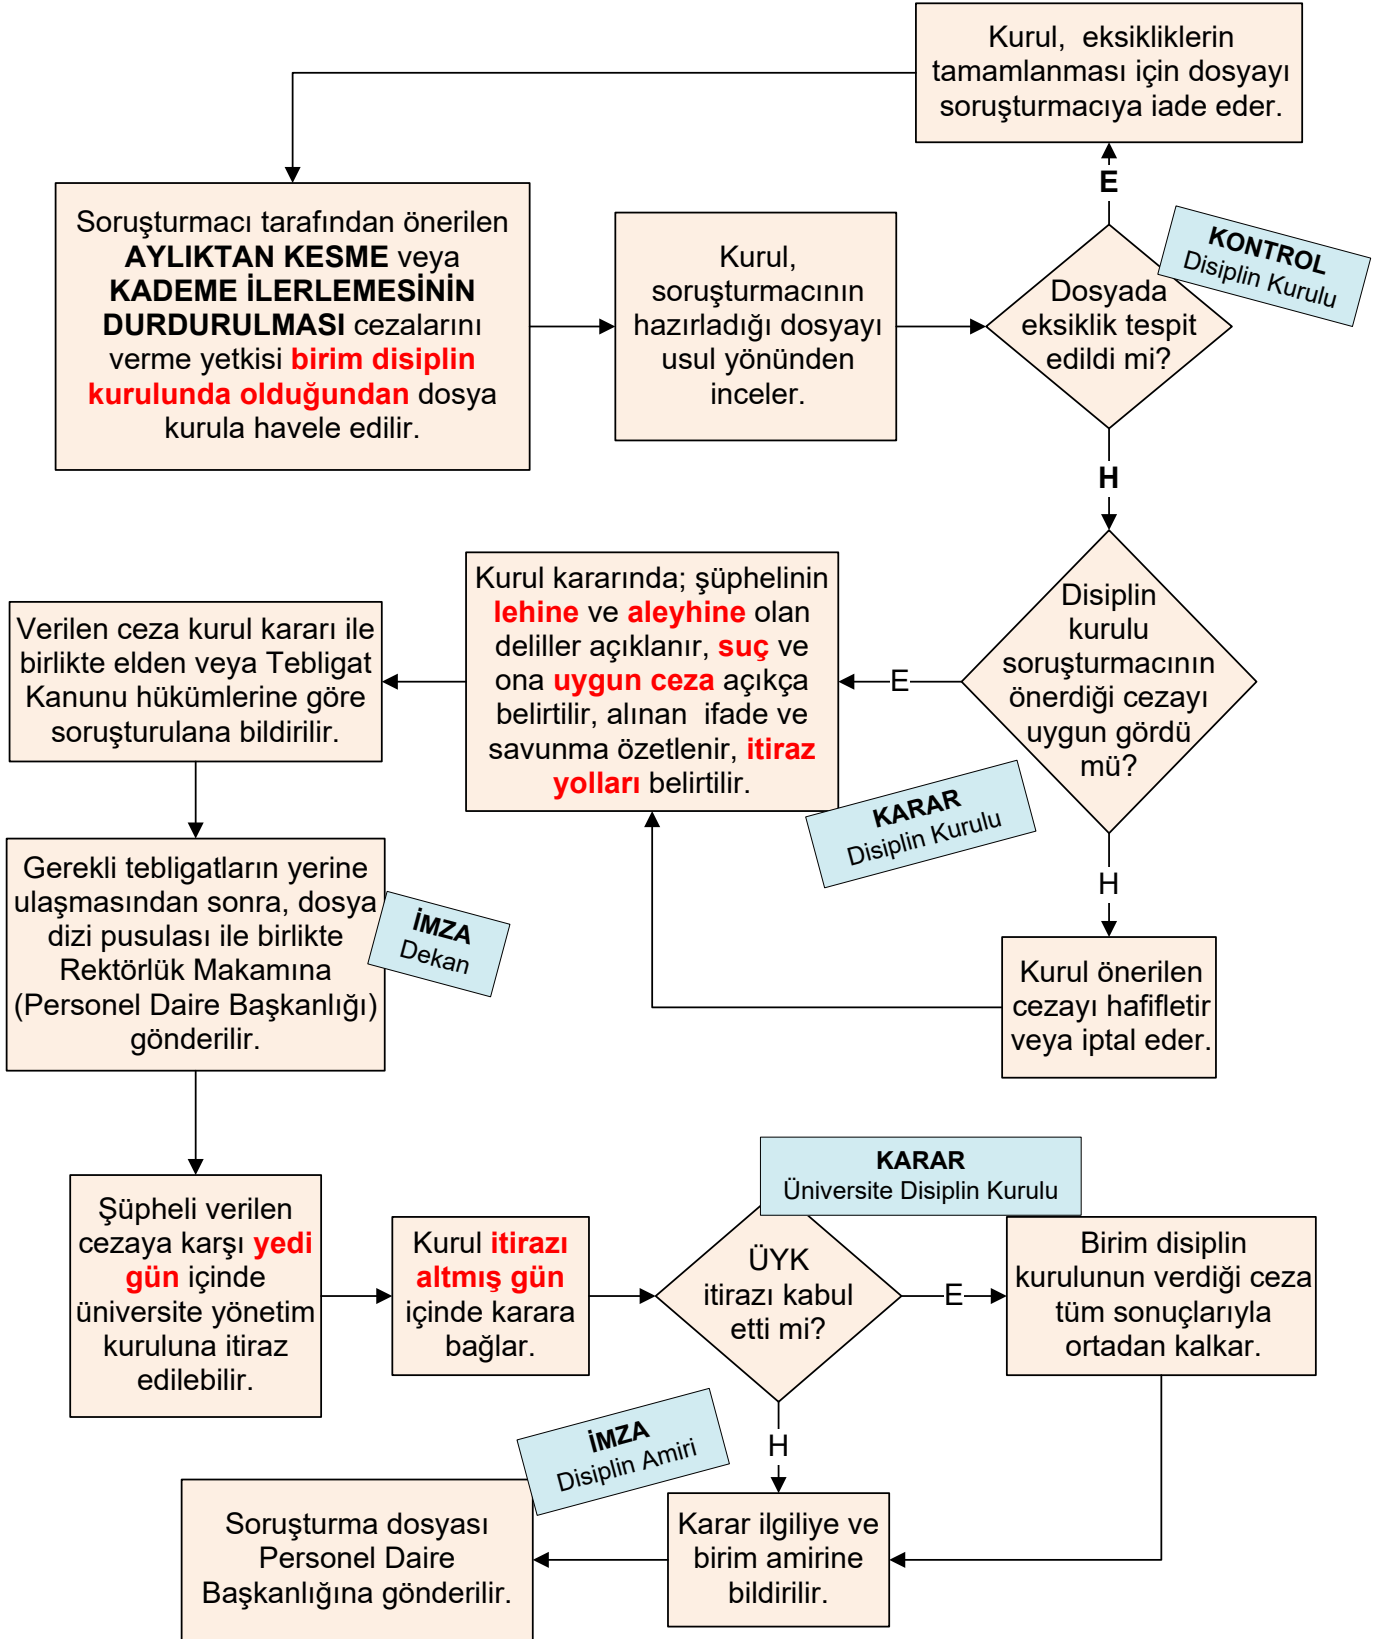 Kurul, eksikliklerin
tamamlanması için dosyayı
soruşturmacıya iade eder.
E
KONTROL
Disiplin Kurulu
Soruşturmacı tarafından önerilen
AYLIKTAN KESME veya
KADEME İLERLEMESİNİN
DURDURULMASI cezalarını
verme yetkisi birim disiplin
kurulunda olduğundan dosya
kurula havele edilir.
Kurul,
soruşturmacının
hazırladığı dosyayı
usul yönünden
inceler.
Dosyada
eksiklik tespit
edildi mi?
H
Disiplin
kurulu
soruşturmacının
önerdiği cezayı
uygun gördü
mü?
E
Kurul kararında; şüphelinin
lehine ve aleyhine olan
deliller açıklanır, suç ve
ona uygun ceza açıkça
belirtilir, alınan ifade ve
savunma özetlenir, itiraz
yolları belirtilir.
KARAR
Disiplin Kurulu
H
Kurul önerilen
cezayı hafifletir
veya iptal eder.
Verilen ceza kurul kararı ile
birlikte elden veya Tebligat
Kanunu hükümlerine göre
soruşturulana bildirilir.
Gerekli tebligatların yerine
ulaşmasından sonra, dosya
dizi pusulası ile birlikte
Rektörlük Makamına
(Personel Daire Başkanlığı)
gönderilir.
İMZA
Dekan
Şüpheli verilen
cezaya karşı yedi
gün içinde
üniversite yönetim
kuruluna itiraz
edilebilir.
Kurul itirazı
altmış gün
içinde karara
bağlar.
KARAR
Üniversite Disiplin Kurulu
ÜYK
itirazı kabul
etti mi?
E
Birim disiplin
kurulunun verdiği ceza
tüm sonuçlarıyla
ortadan kalkar.
H
İMZA
Disiplin Amiri
Karar ilgiliye ve
birim amirine
bildirilir.
Soruşturma dosyası
Personel Daire
Başkanlığına gönderilir.